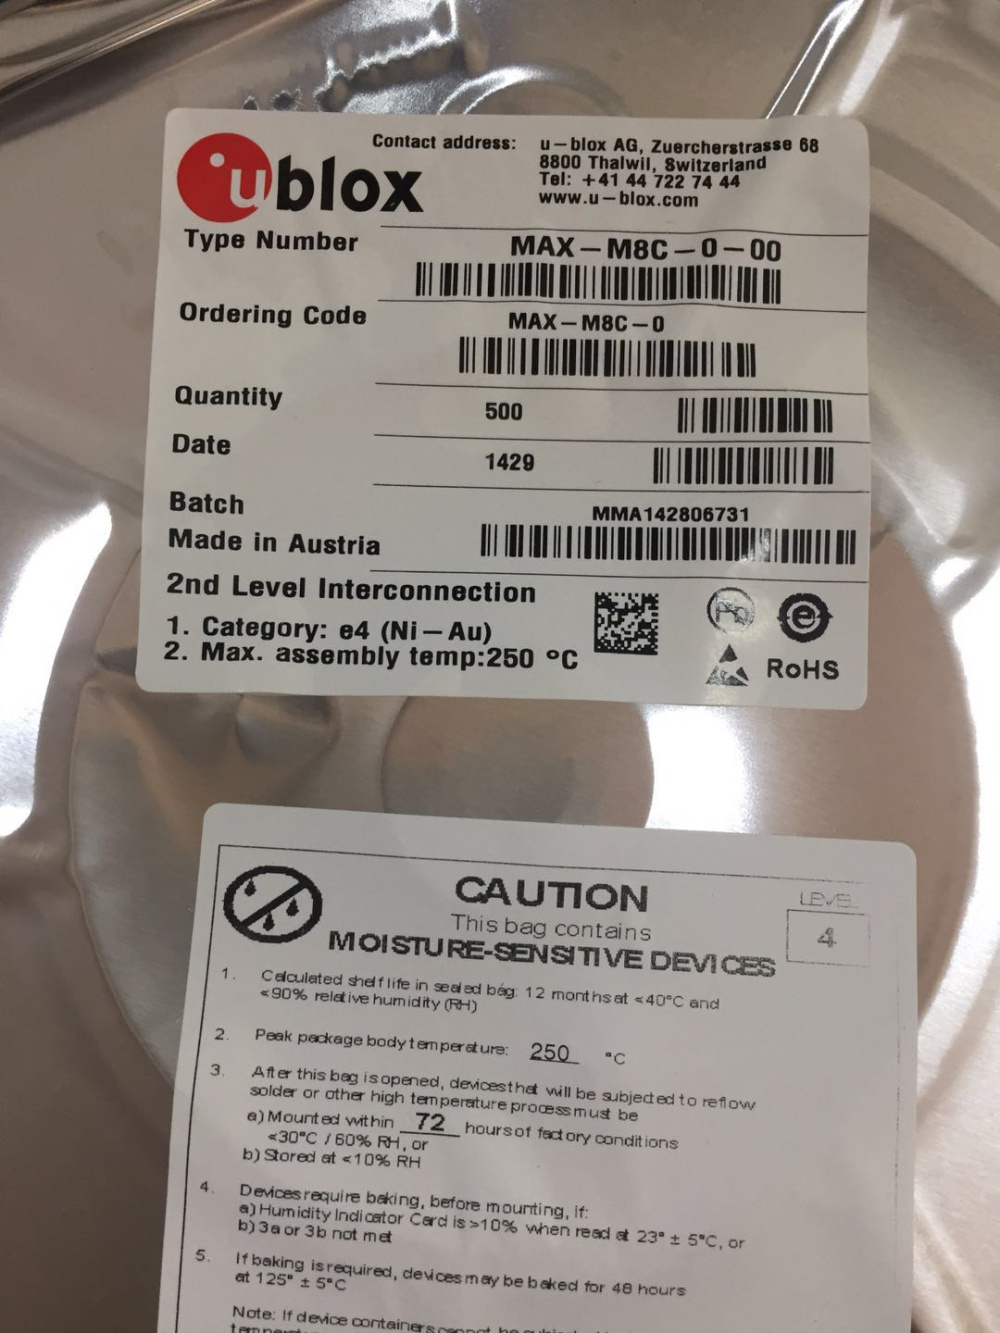 ublox
Contact address: u-blox AG, Zuercherstrasse 68
8800 Thalwil, Switzerland
Tel: +41 44 722 74 44
www.u-blox.com
Type Number MAX-M8C-0-00
Ordering Code MAX-M8C-0
Quantity 500
Date 1429
Batch MMA142806731
Made in Austria
2nd Level Interconnection
1. Category: e4 (Ni-Au)
2. Max. assembly temp:250 °C
Pb
e
RoHS
CAUTION
LEVEL
4
This bag contains
MOISTURE-SENSITIVE DEVICES
1. Calculated shelf life in sealed bag: 12 months at <40°C and
<90% relative humidity (RH)
2. Peak package body temperature: 250 °C
3. After this bag is opened, devices that will be subjected to reflow
solder or other high temperature process must be
a) Mounted within 72 hours of factory conditions
<30°C / 60% RH, or
b) Stored at <10% RH
4. Devices require baking, before mounting, if:
a) Humidity Indicator Card is >10% when read at 23° ± 5°C, or
b) 3a or 3b not met
5. If baking is required, devices may be baked for 48 hours
at 125° ± 5°C
Note: If device containers cannot be